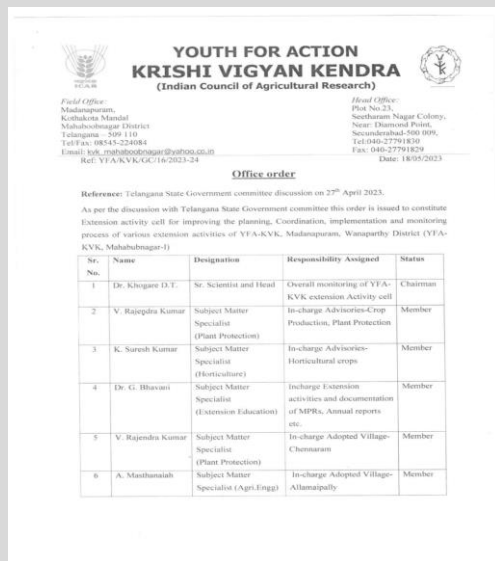 YOUTH FOR ACTION
KRISHI VIGYAN KENDRA
(Indian Council of Agricultural Research)
ICAR
Field Office:
Madanapuram,
Kothakota Mandal
Mahaboobnagar District
Telangana – 509 110
Tel/Fax: 08545-224084
Email: kvk_mahaboobnagar@yahoo.co.in
Ref: YFA/KVK/GC/16/2023-24
Head Office:
Plot No.23,
Seetharam Nagar Colony,
Near: Diamond Point,
Secunderabad-500 009,
Tel:040-27791830
Fax: 040-27791829
Date: 18/05/2023
Office order
Reference: Telangana State Government committee discussion on 27th April 2023.
As per the discussion with Telangana State Government committee this order is issued to constitute
Extension activity cell for improving the planning, Coordination, implementation and monitoring
process of various extension activities of YFA-KVK, Madanapuram, Wanaparthy District (YFA-
KVK, Mahabubnagar-I)
Sr. No. Name Designation Responsibility Assigned Status
1 Dr. Khogare D.T. Sr. Scientist and Head Overall monitoring of YFA-
KVK extension Activity cell Chairman
2 V. Rajendra Kumar Subject Matter
Specialist
(Plant Protection) In-charge Advisories-Crop
Production, Plant Protection Member
3 K. Suresh Kumar Subject Matter
Specialist
(Horticulture) In-charge Advisories-
Horticultural crops Member
4 Dr. G. Bhavani Subject Matter
Specialist
(Extension Education) Incharge Extension
activities and documentation
of MPRs, Annual reports
etc. Member
5 V. Rajendra Kumar Subject Matter
Specialist
(Plant Protection) In-charge Adopted Village-
Chennaram Member
6 A. Masthanaiah Subject Matter
Specialist (Agri.Engg) In-charge Adopted Village-
Allamaipally Member